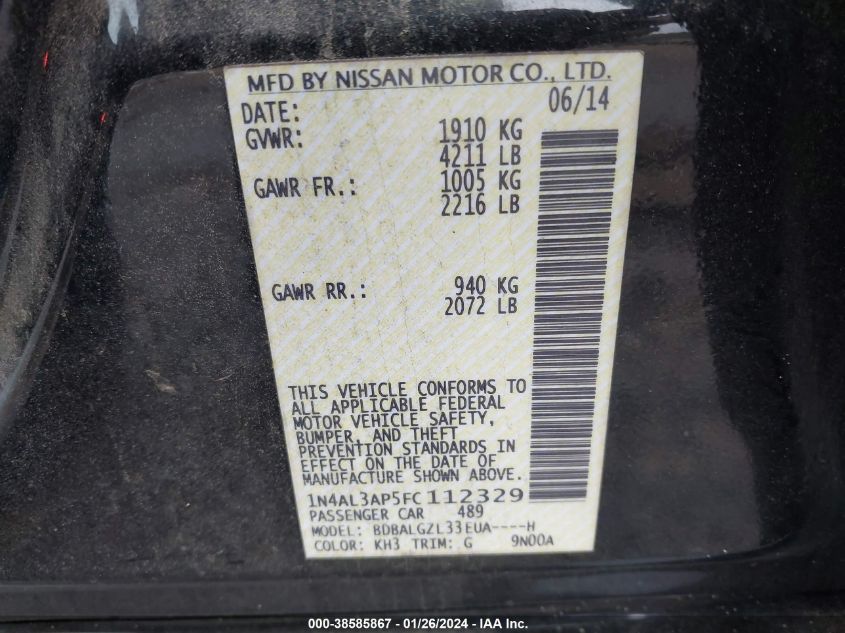 MFD BY NISSAN MOTOR CO., LTD.
DATE: 06/14
GVWR: 1910 KG
4211 LB
GAWR FR.: 1005 KG
2216 LB
GAWR RR.: 940 KG
2072 LB
THIS VEHICLE CONFORMS TO
ALL APPLICABLE FEDERAL
MOTOR VEHICLE SAFETY,
BUMPER, AND THEFT
PREVENTION STANDARDS IN
EFFECT ON THE DATE OF
MANUFACTURE SHOWN ABOVE.
1N4AL3AP5FC112329
PASSENGER CAR 489
MODEL: BDBALGZL33EUA----H
COLOR: KH3 TRIM: G 9N00A
000-38585867 / 01/26/2024 - IAA Inc.